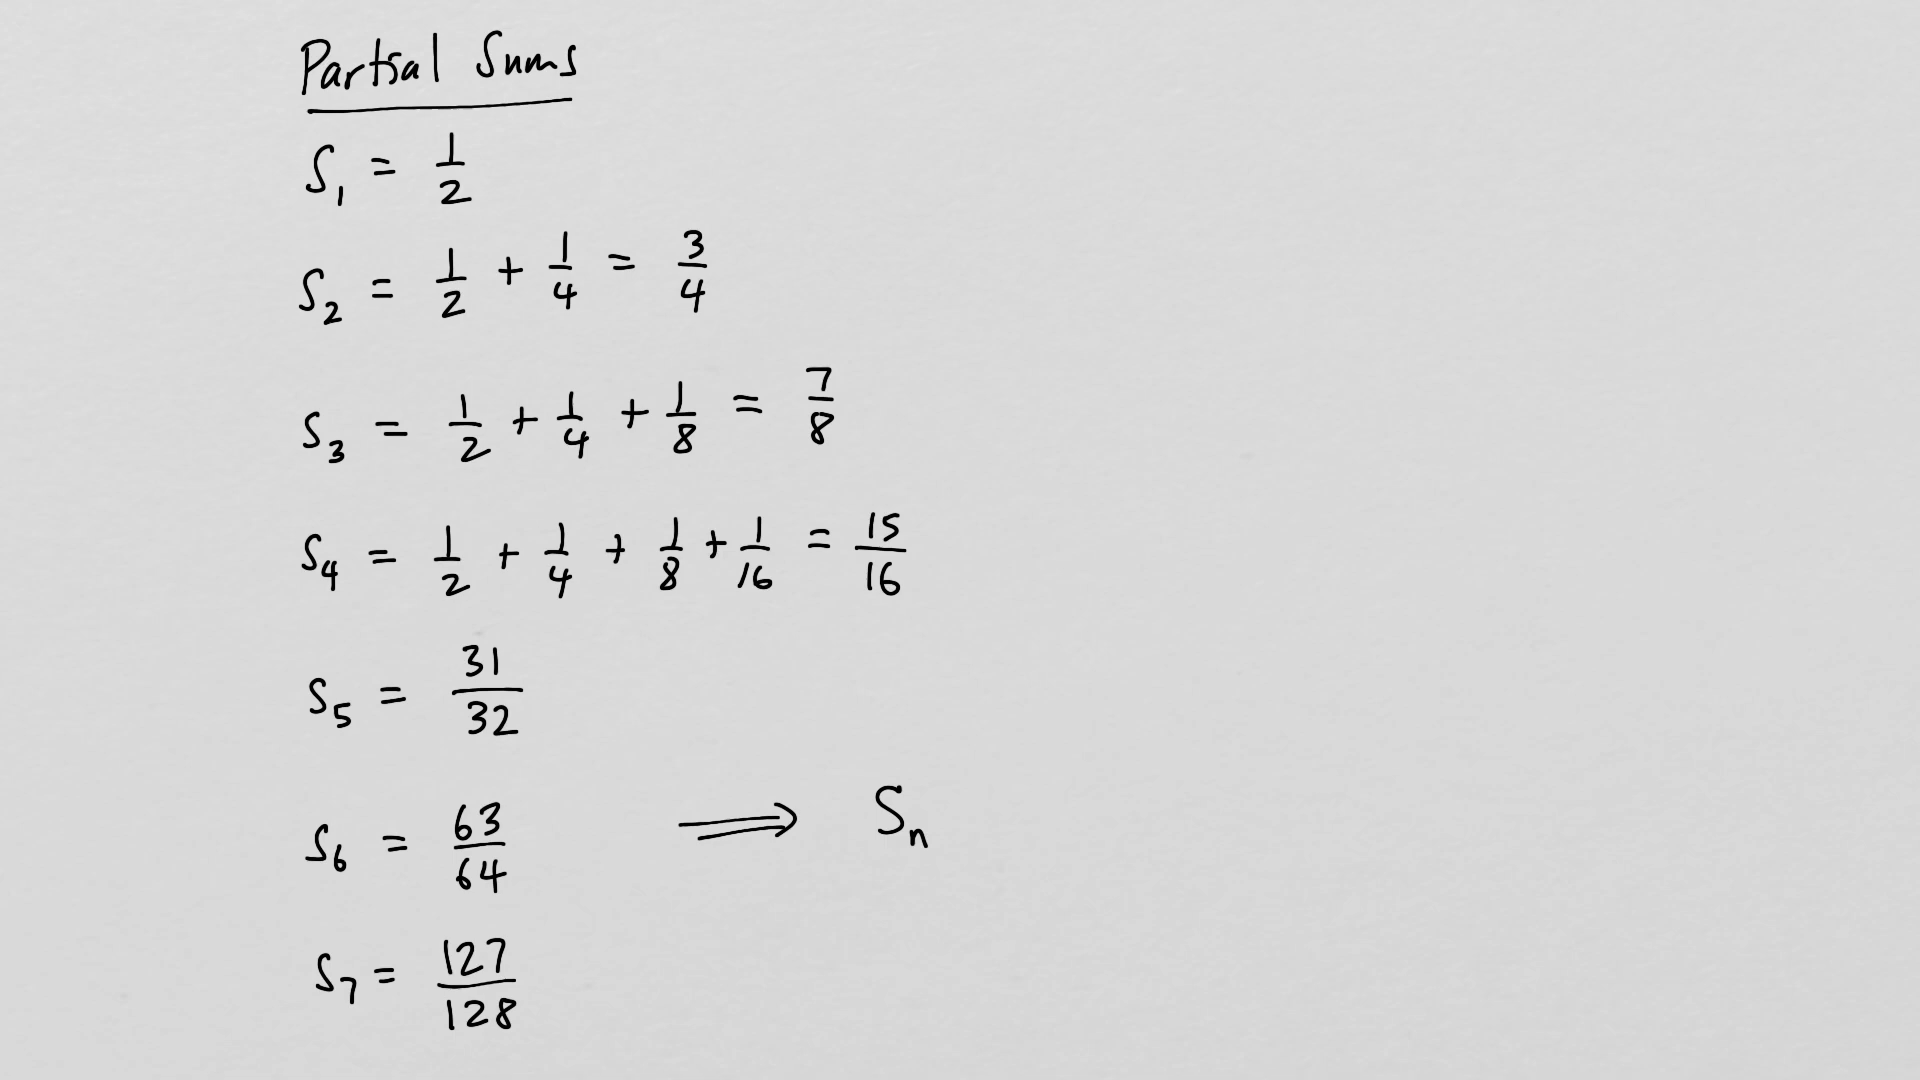 Partial Sums
S₁ = 1/2
S₂ = 1/2 + 1/4 = 3/4
S₃ = 1/2 + 1/4 + 1/8 = 7/8
S₄ = 1/2 + 1/4 + 1/8 + 1/16 = 15/16
S₅ = 31/32
S₆ = 63/64 ⟹ Sₙ
S₇ = 127/128